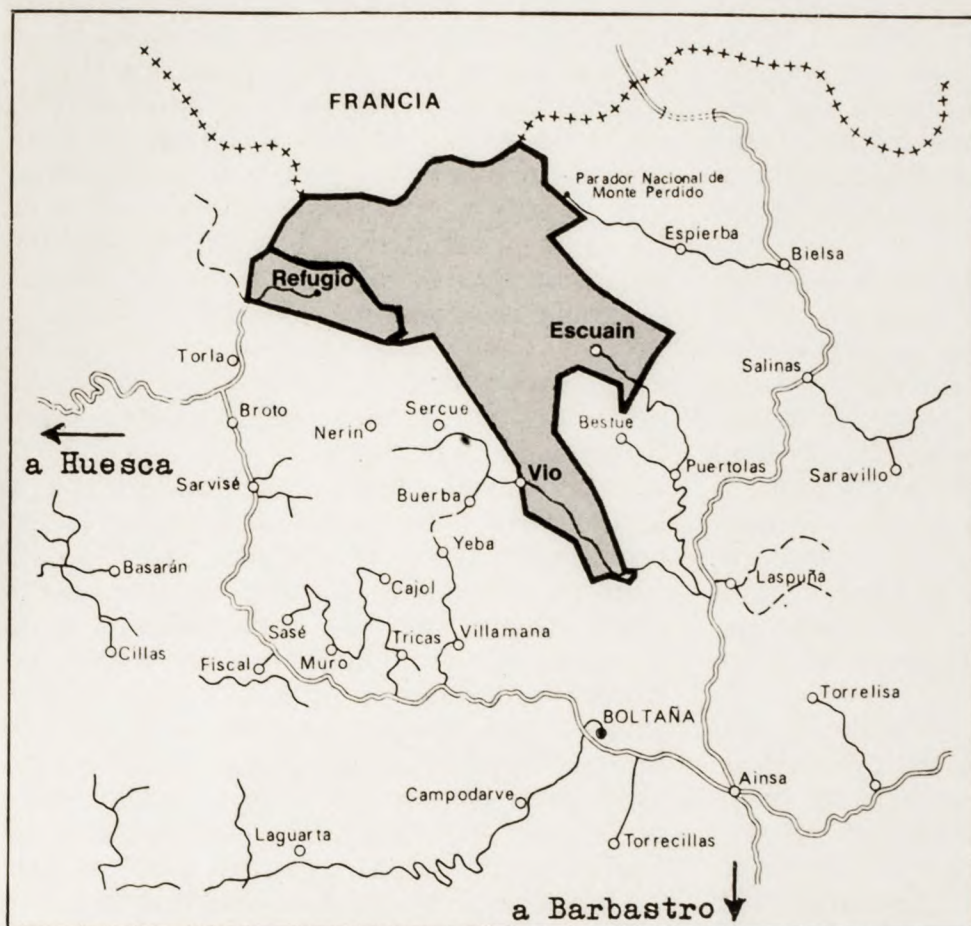 FRANCIA
Parador Nacional de
Monte Perdido
Espierba
Bielsa
Refugio
Escuain
Torla
Salinas
Broto
Sercue
Nerin
Bestue
a Huesca
Vio
Puertolas
Saravillo
Sarvisé
Buerba
Yeba
Basarán
Cajol
Laspuña
Sasé
Cillas
Fiscal
Muro
Tricas
Villamana
Torrelisa
BOLTAÑA
Ainsa
Campodarve
Laguarta
Torrecillas
a Barbastro